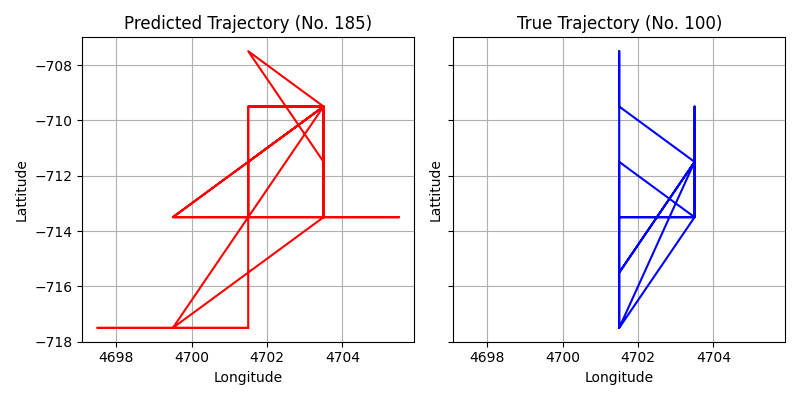 Predicted Trajectory (No. 185)
True Trajectory (No. 100)
−708
−710
−712
−714
−716
−718
Lattitude
Lattitude
4698
4700
4702
4704
4698
4700
4702
4704
Longitude
Longitude